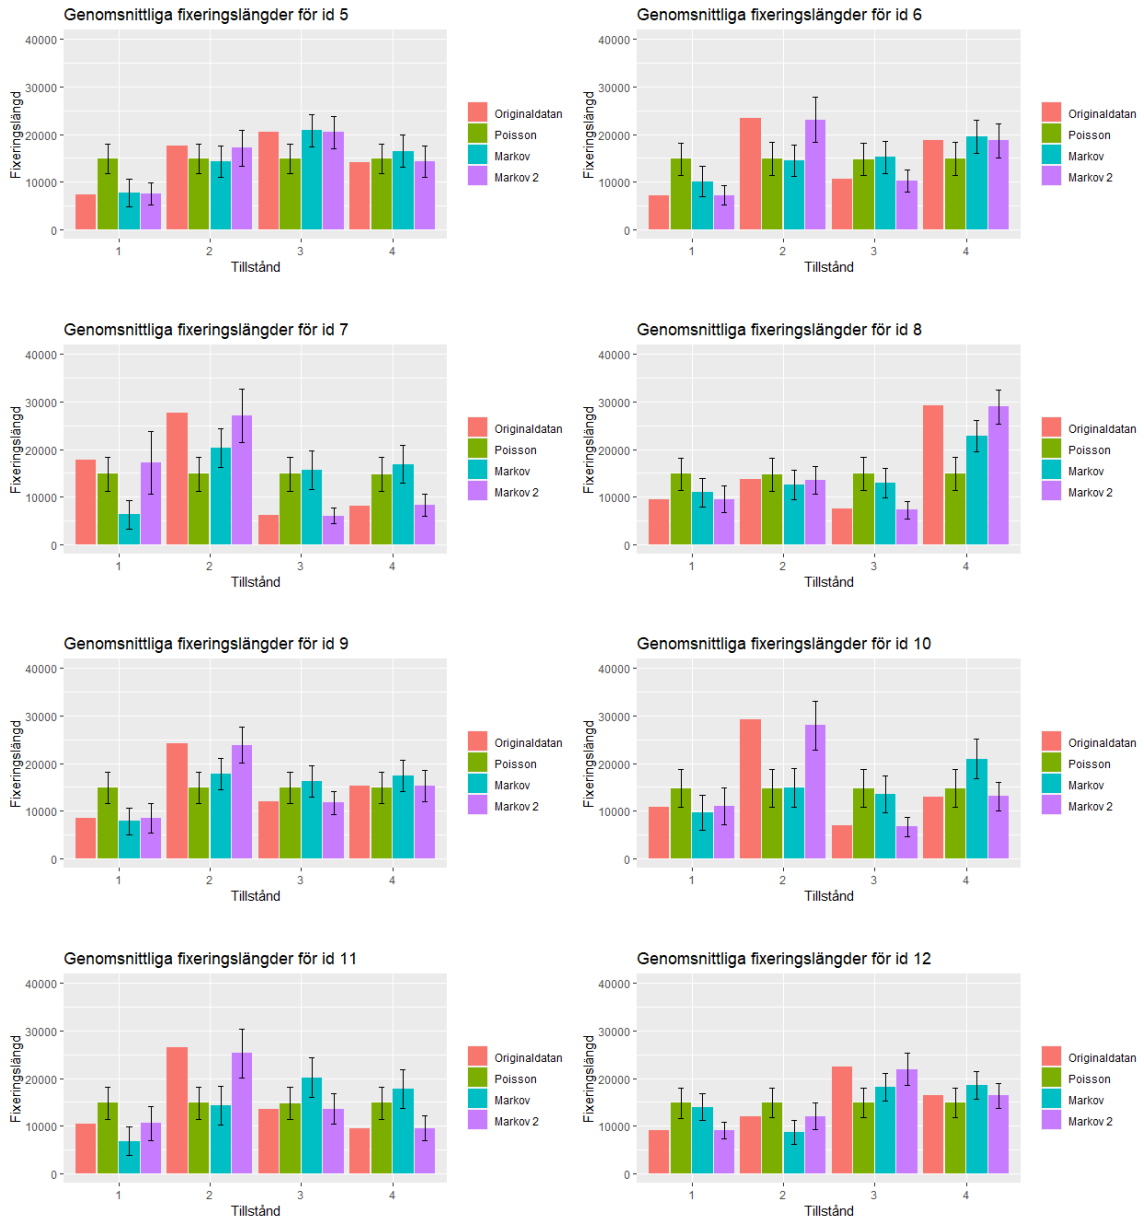 Genomsnittliga fixeringslängder för id 5
40000
30000
20000
10000
0
Fixeringslängd
1 2 3 4
Tillstånd
Originaldatan
Poisson
Markov
Markov 2
Genomsnittliga fixeringslängder för id 6
40000
30000
20000
10000
0
Fixeringslängd
1 2 3 4
Tillstånd
Originaldatan
Poisson
Markov
Markov 2
Genomsnittliga fixeringslängder för id 7
40000
30000
20000
10000
0
Fixeringslängd
1 2 3 4
Tillstånd
Originaldatan
Poisson
Markov
Markov 2
Genomsnittliga fixeringslängder för id 8
40000
30000
20000
10000
0
Fixeringslängd
1 2 3 4
Tillstånd
Originaldatan
Poisson
Markov
Markov 2
Genomsnittliga fixeringslängder för id 9
40000
30000
20000
10000
0
Fixeringslängd
1 2 3 4
Tillstånd
Originaldatan
Poisson
Markov
Markov 2
Genomsnittliga fixeringslängder för id 10
40000
30000
20000
10000
0
Fixeringslängd
1 2 3 4
Tillstånd
Originaldatan
Poisson
Markov
Markov 2
Genomsnittliga fixeringslängder för id 11
40000
30000
20000
10000
0
Fixeringslängd
1 2 3 4
Tillstånd
Originaldatan
Poisson
Markov
Markov 2
Genomsnittliga fixeringslängder för id 12
40000
30000
20000
10000
0
Fixeringslängd
1 2 3 4
Tillstånd
Originaldatan
Poisson
Markov
Markov 2